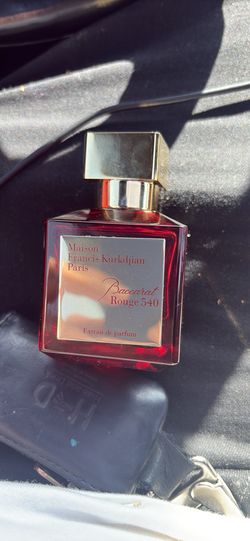 Maison
Francis Kurkdjian
Paris
Baccarat
Rouge 540
Extrait de parfum